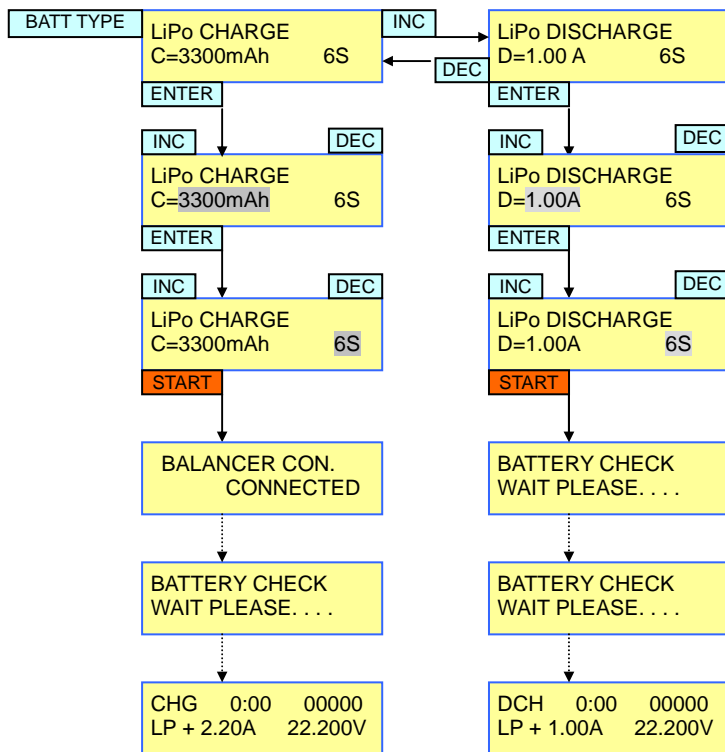 BATT TYPE
LiPo CHARGE
C=3300mAh 6S
INC
DEC
LiPo DISCHARGE
D=1.00 A 6S
ENTER
ENTER
INC DEC
LiPo CHARGE
C=3300mAh 6S
ENTER
INC DEC
LiPo DISCHARGE
D=1.00A 6S
ENTER
INC DEC
LiPo CHARGE
C=3300mAh 6S
START
INC DEC
LiPo DISCHARGE
D=1.00A 6S
START
BALANCER CON.
CONNECTED
BATTERY CHECK
WAIT PLEASE. . . .
BATTERY CHECK
WAIT PLEASE. . . .
BATTERY CHECK
WAIT PLEASE. . . .
CHG 0:00 00000
LP + 2.20A 22.200V
DCH 0:00 00000
LP + 1.00A 22.200V